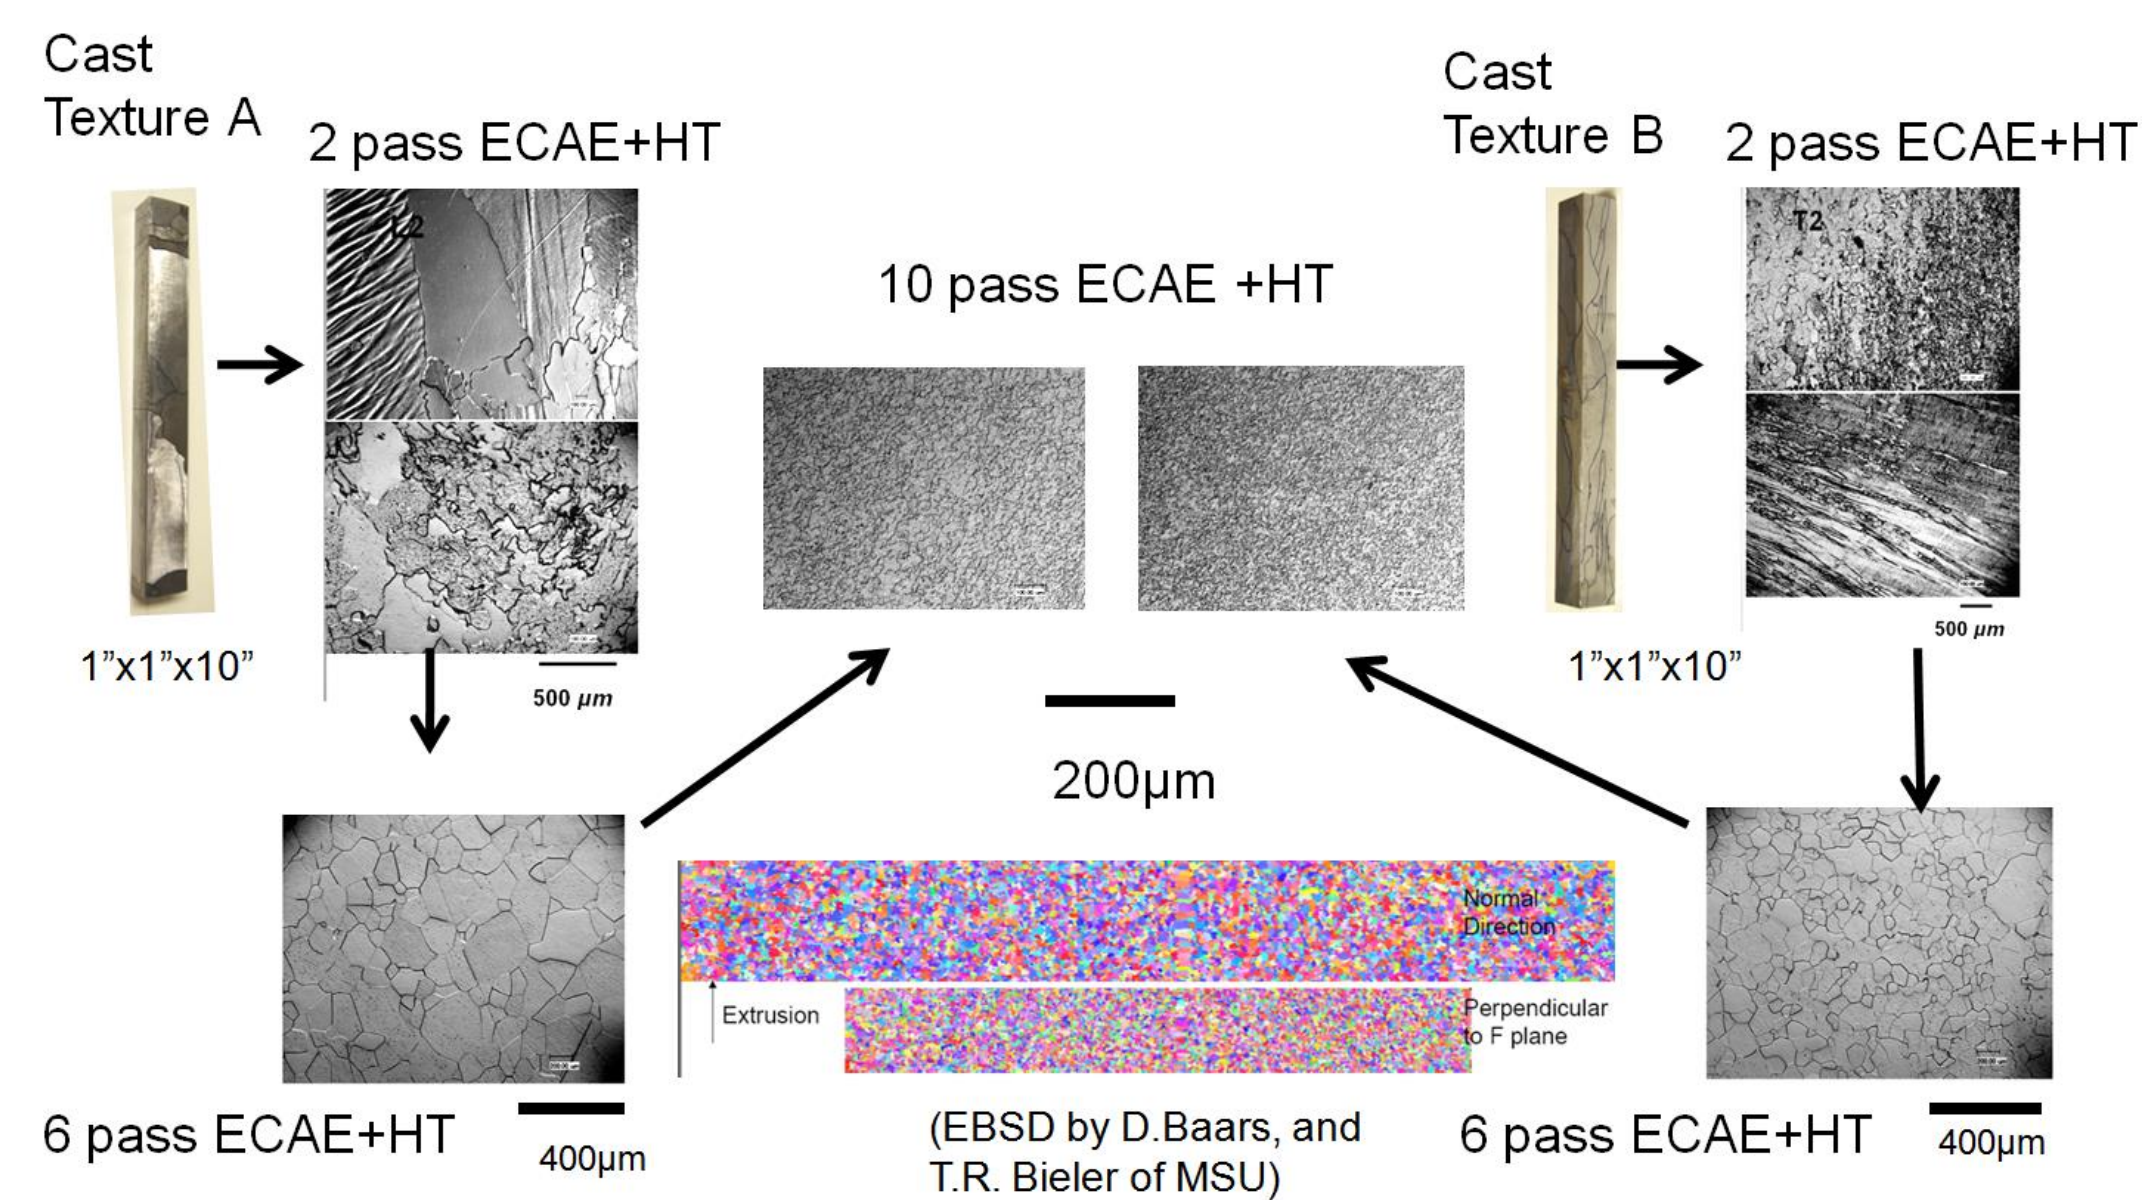 Cast
Texture A
2 pass ECAE+HT
L2
1”x1”x10”
500 µm
6 pass ECAE+HT
400µm
10 pass ECAE +HT
200µm
Normal
Direction
Extrusion
Perpendicular
to F plane
(EBSD by D.Baars, and
T.R. Bieler of MSU)
Cast
Texture B
2 pass ECAE+HT
T2
500 µm
1”x1”x10”
6 pass ECAE+HT
400µm